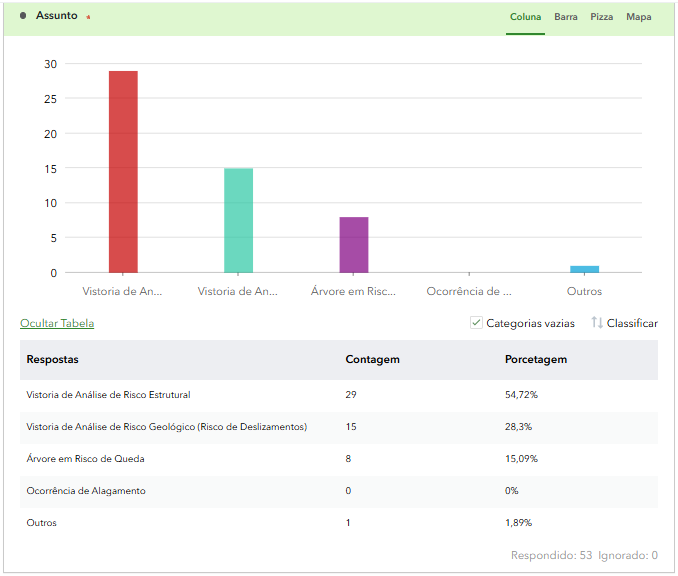 Assunto
Coluna Barra Pizza Mapa
30
25
20
15
10
5
0
Vistoria de An... Vistoria de An... Árvore em Risc... Ocorrência de ... Outros
Ocultar Tabela Categorias vazias Classificar
Respostas Contagem Porcetagem
Vistoria de Análise de Risco Estrutural 29 54,72%
Vistoria de Análise de Risco Geológico (Risco de Deslizamentos) 15 28,3%
Árvore em Risco de Queda 8 15,09%
Ocorrência de Alagamento 0 0%
Outros 1 1,89%
Respondido: 53 Ignorado: 0